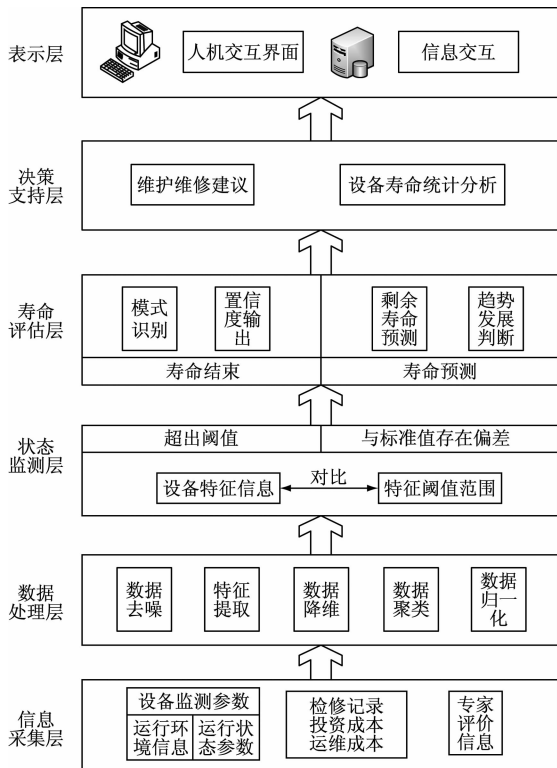 表示层
人机交互界面
信息交互
决策
支持层
维护维修建议
设备寿命统计分析
寿命
评估层
模式
识别
置信
度输
出
剩余
寿命
预测
趋势
发展
判断
寿命结束
寿命预测
状态
监测层
超出阈值
与标准值存在偏差
设备特征信息
对比
特征阈值范围
数据
处理层
数据
去噪
特征
提取
数据
降维
数据
聚类
数据
归一
化
信息
采集层
设备监测参数
运行环
境信息
运行状
态参数
检修记录
投资成本
运维成本
专家
评价
信息